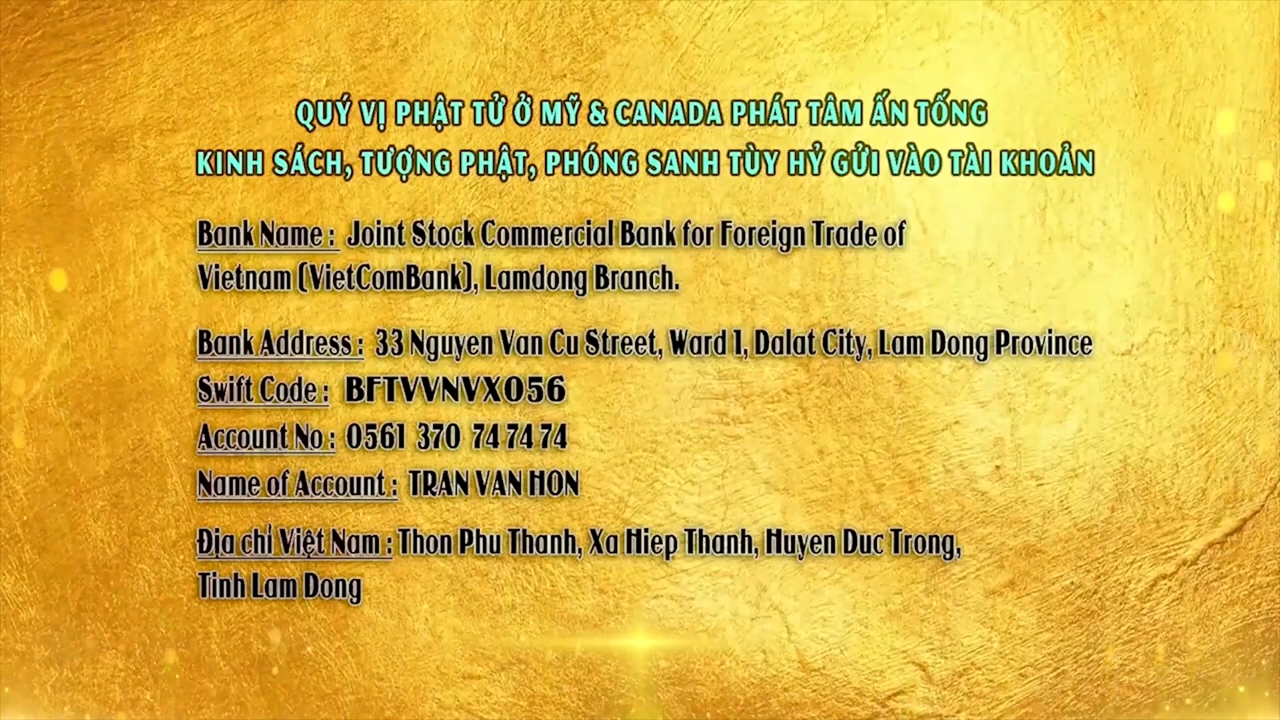 QUÝ VỊ PHẬT TỬ Ở MỸ & CANADA PHÁT TÂM ẤN TỐNG
KINH SÁCH, TƯỢNG PHẬT, PHÓNG SANH TÙY HỶ GỬI VÀO TÀI KHOẢN
Bank Name : Joint Stock Commercial Bank for Foreign Trade of
Vietnam (VietComBank), Lamdong Branch.
Bank Address : 33 Nguyen Van Cu Street, Ward 1, Dalat City, Lam Dong Province
Swift Code : BFTVVNVX056
Account No : 0561 370 74 74 74
Name of Account : TRAN VAN HON
Địa chỉ Việt Nam : Thon Phu Thanh, Xa Hiep Thanh, Huyen Duc Trong,
Tinh Lam Dong